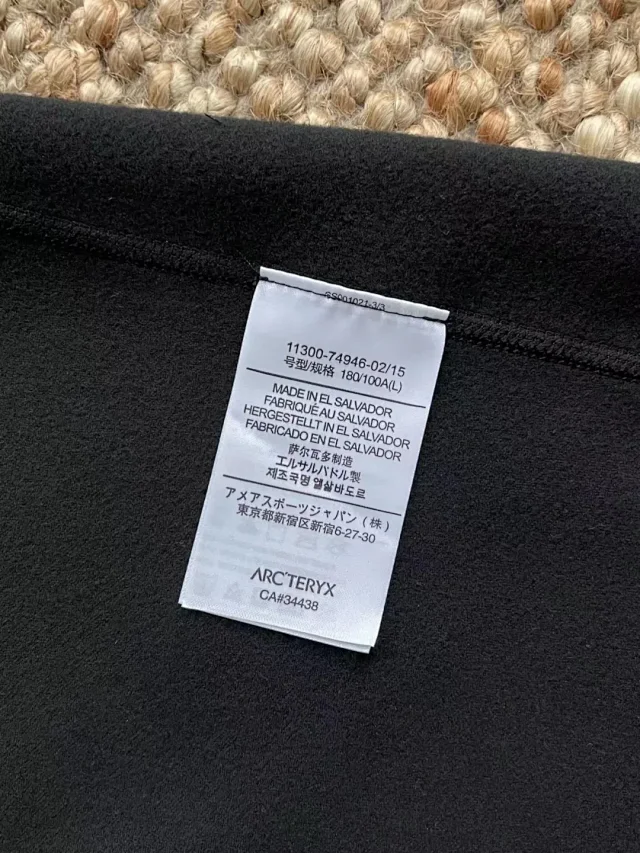 SS001021-3/3
11300-74946-02/15
号型/规格 180/100A(L)
MADE IN EL SALVADOR
FABRIQUÉ AU SALVADOR
HERGESTELLT IN EL SALVADOR
FABRICADO EN EL SALVADOR
萨尔瓦多制造
エルサルバドル製
제조국명 엘살바도르
アメアスポーツジャパン(株)
東京都新宿区新宿6-27-30
ARC'TERYX
CA#34438